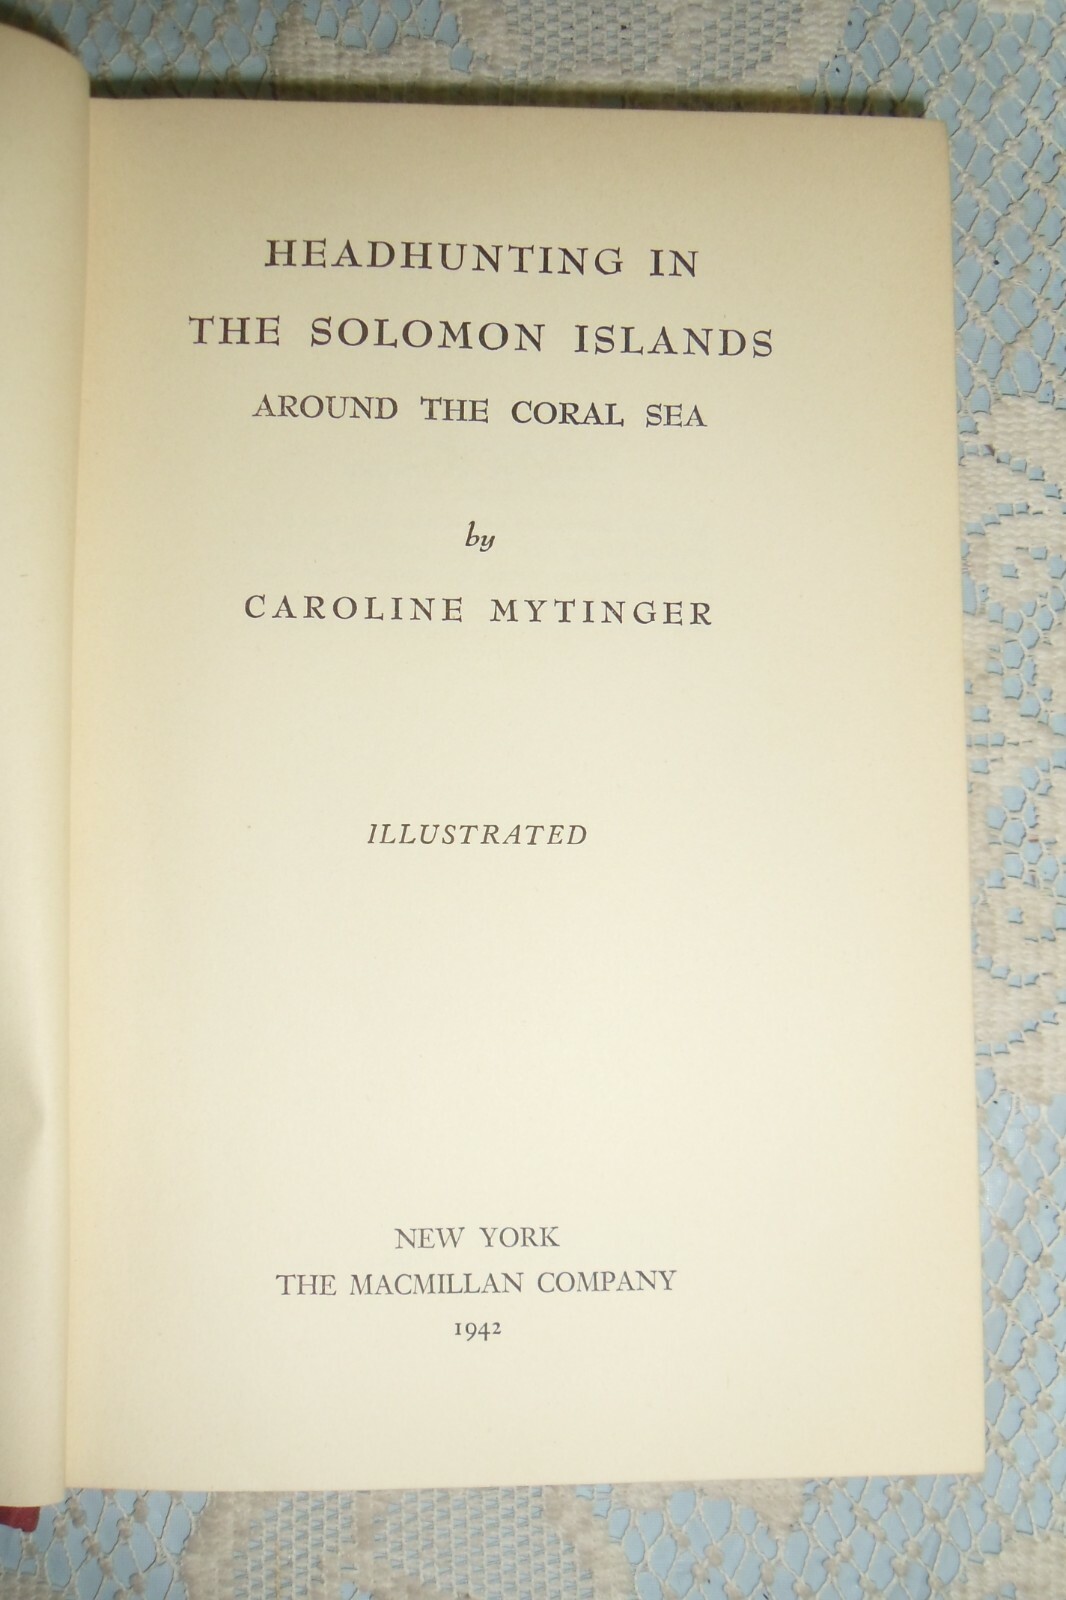 HEADHUNTING IN
THE SOLOMON ISLANDS
AROUND THE CORAL SEA
by
CAROLINE MYTINGER
ILLUSTRATED
NEW YORK
THE MACMILLAN COMPANY
1942